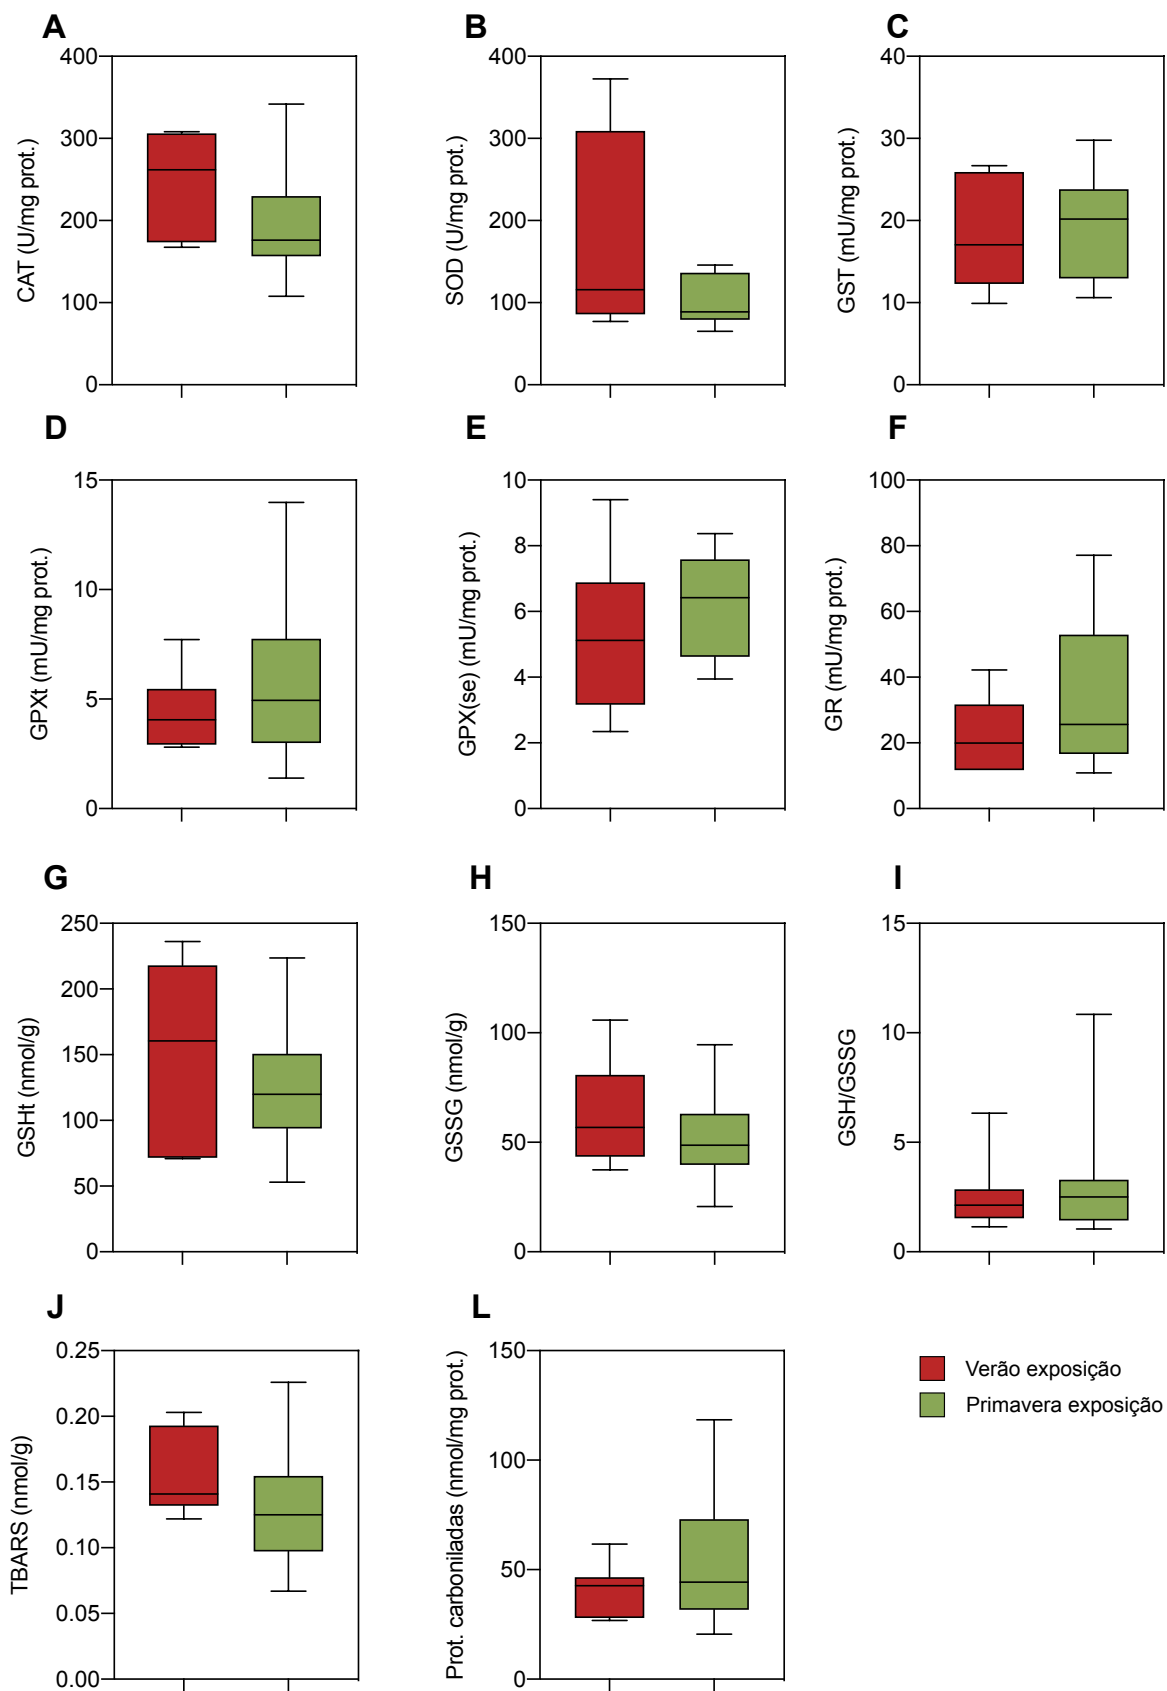 A
CAT (U/mg prot.)
400
300
200
100
0
B
SOD (U/mg prot.)
400
300
200
100
0
C
GST (mU/mg prot.)
40
30
20
10
0
D
GPXt (mU/mg prot.)
15
10
5
0
E
GPX(se) (mU/mg prot.)
10
8
6
4
2
0
F
GR (mU/mg prot.)
100
80
60
40
20
0
G
GSHt (nmol/g)
250
200
150
100
50
0
H
GSSG (nmol/g)
150
100
50
0
I
GSH/GSSG
15
10
5
0
J
TBARS (nmol/g)
0.25
0.20
0.15
0.10
0.05
0.00
L
Prot. carboniladas (nmol/mg prot.)
150
100
50
0
Verão exposição
Primavera exposição